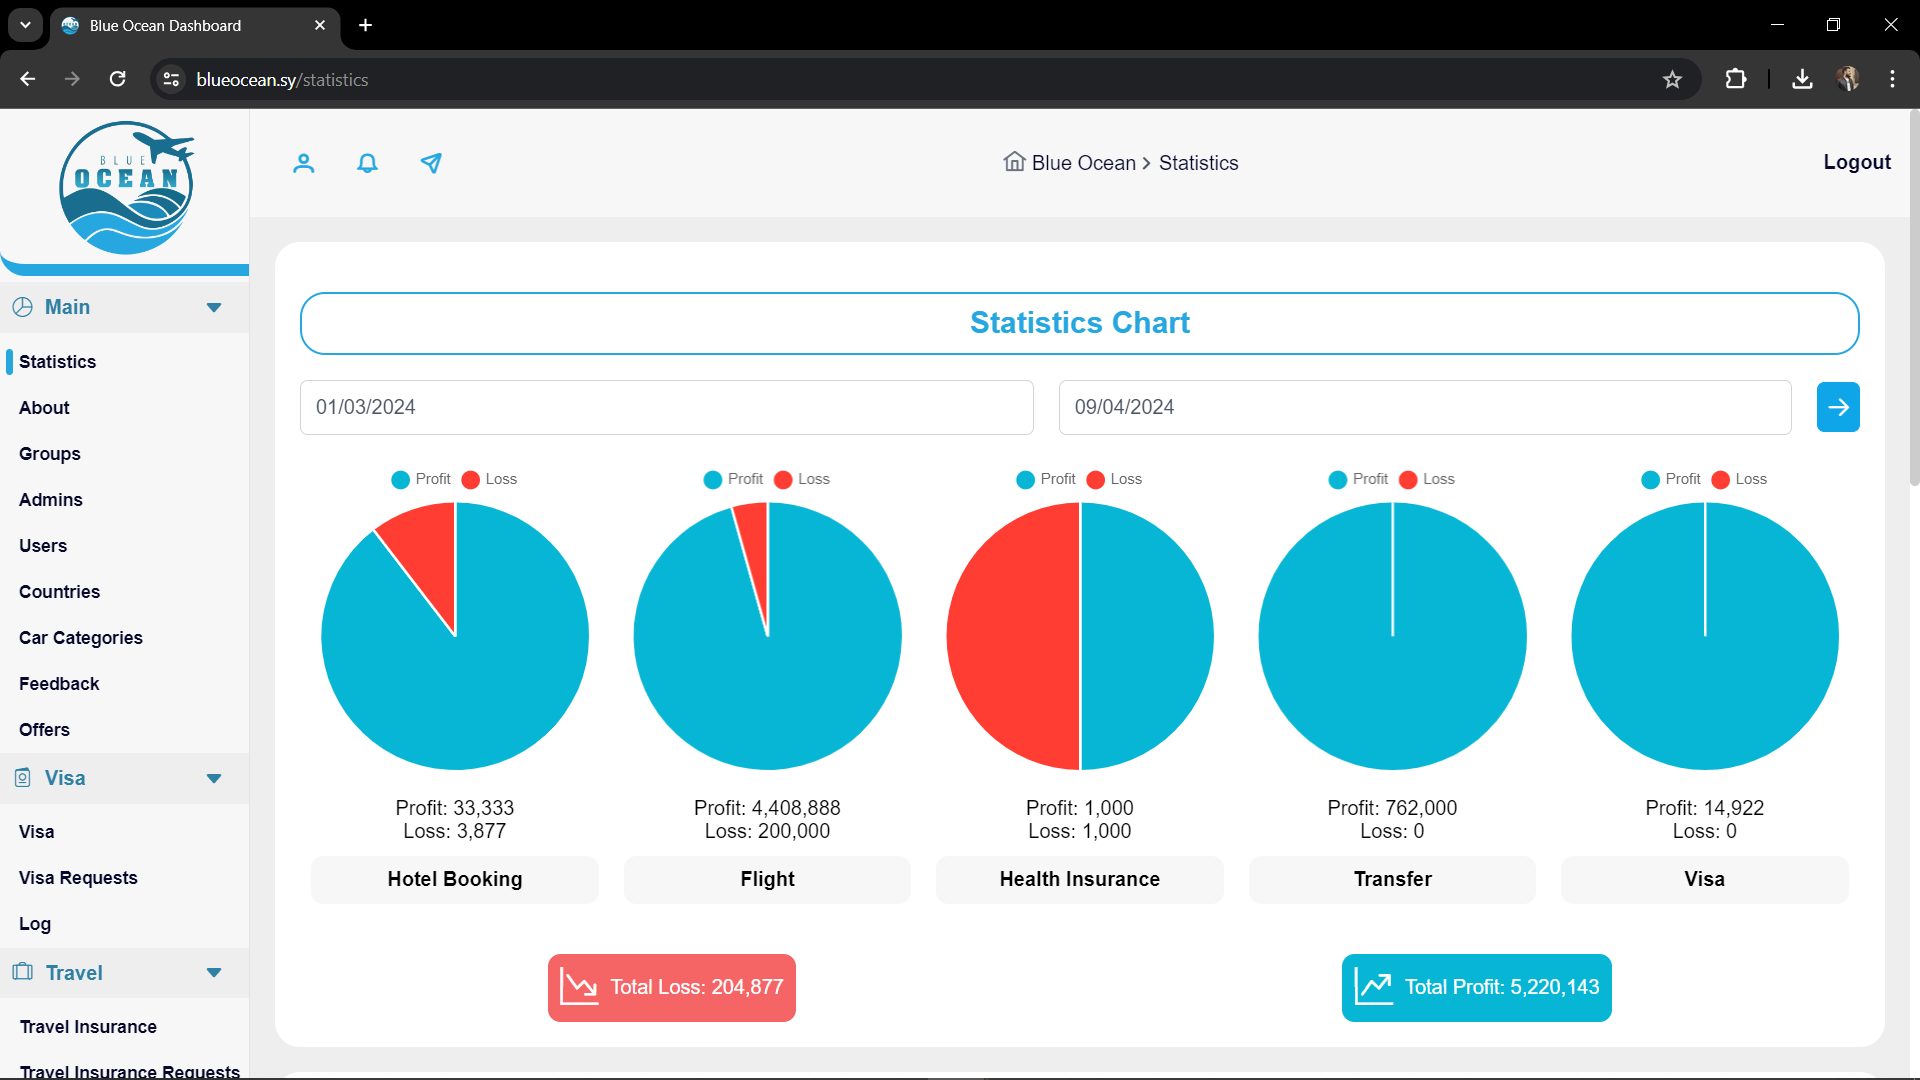 Blue Ocean Dashboard
blueocean.sy/statistics
BLUE
OCEAN
Blue Ocean > Statistics
Logout
Main
Statistics
About
Groups
Admins
Users
Countries
Car Categories
Feedback
Offers
Visa
Visa
Visa Requests
Log
Travel
Travel Insurance
Travel Insurance Requests
Statistics Chart
01/03/2024
09/04/2024
Profit Loss
Profit: 33,333
Loss: 3,877
Hotel Booking
Profit Loss
Profit: 4,408,888
Loss: 200,000
Flight
Profit Loss
Profit: 1,000
Loss: 1,000
Health Insurance
Profit Loss
Profit: 762,000
Loss: 0
Transfer
Profit Loss
Profit: 14,922
Loss: 0
Visa
Total Loss: 204,877
Total Profit: 5,220,143